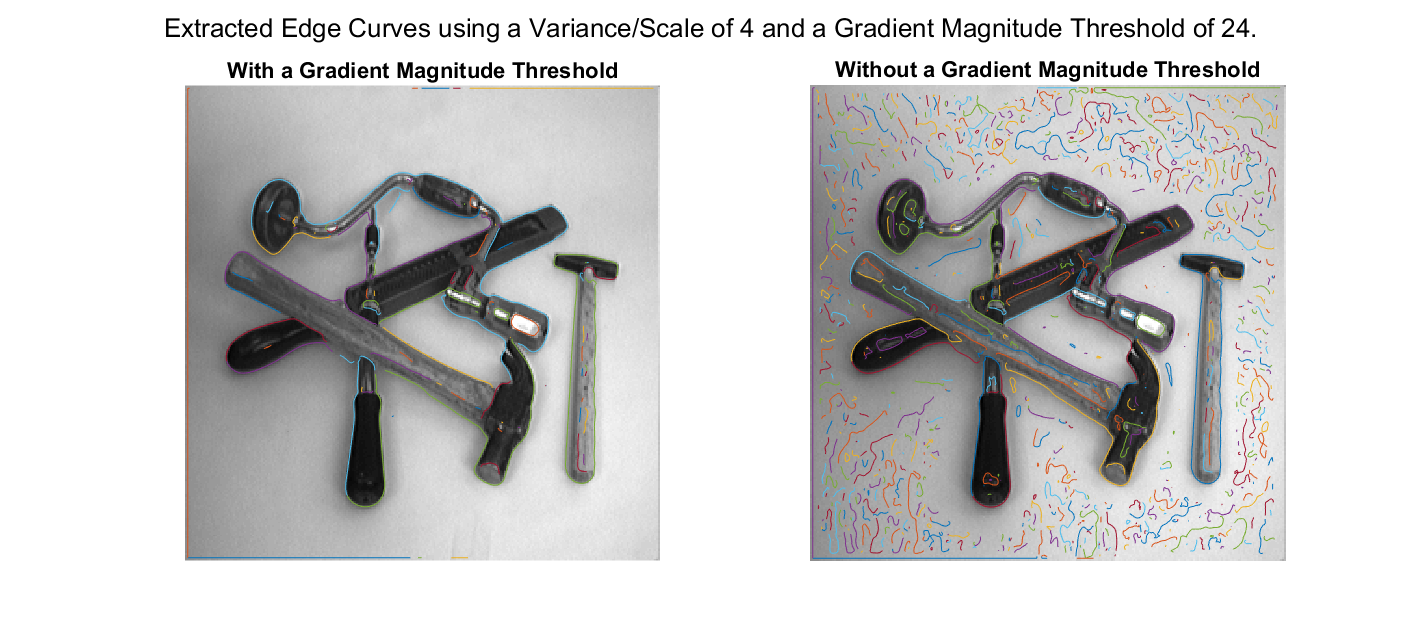 Extracted Edge Curves using a Variance/Scale of 4 and a Gradient Magnitude Threshold of 24.
With a Gradient Magnitude Threshold
Without a Gradient Magnitude Threshold